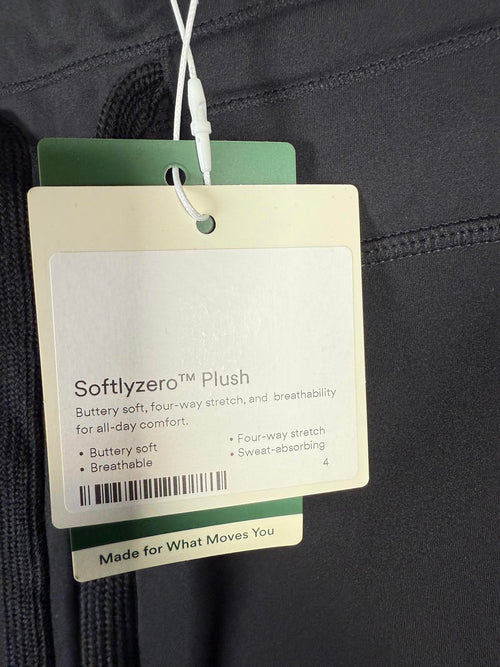 Softlyzero™ Plush
Buttery soft, four-way stretch, and breathability
for all-day comfort.
• Buttery soft
• Breathable
• Four-way stretch
• Sweat-absorbing
4
Made for What Moves You